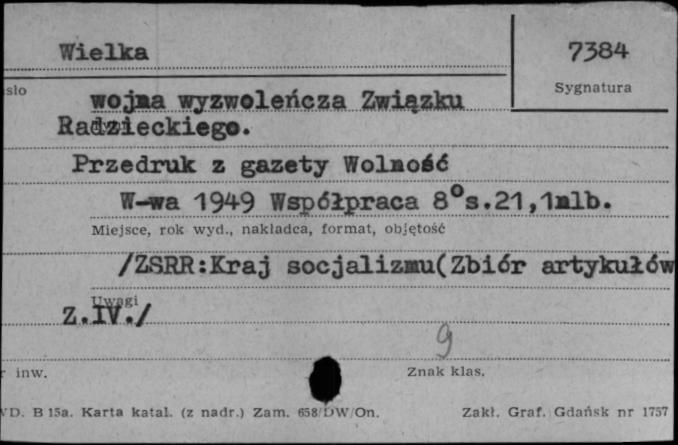 Wielka
7384
Sygnatura
wojna wyzwoleńcza Związku
Radzieckiego.
Przedruk z gazety Wolność
W-wa 1949 Współpraca 8°s.21,1nlb.
Miejsce, rok wyd., nakładca, format, objętość
/ZSRR:Kraj socjalizmu(Zbiór artykułów
Uwagi
Z.IV./
9
r inw.
Znak klas.
VD. B 15a. Karta katal. (z nadr.) Zam. 658/DW/On.
Zakł. Graf. Gdańsk nr 1757